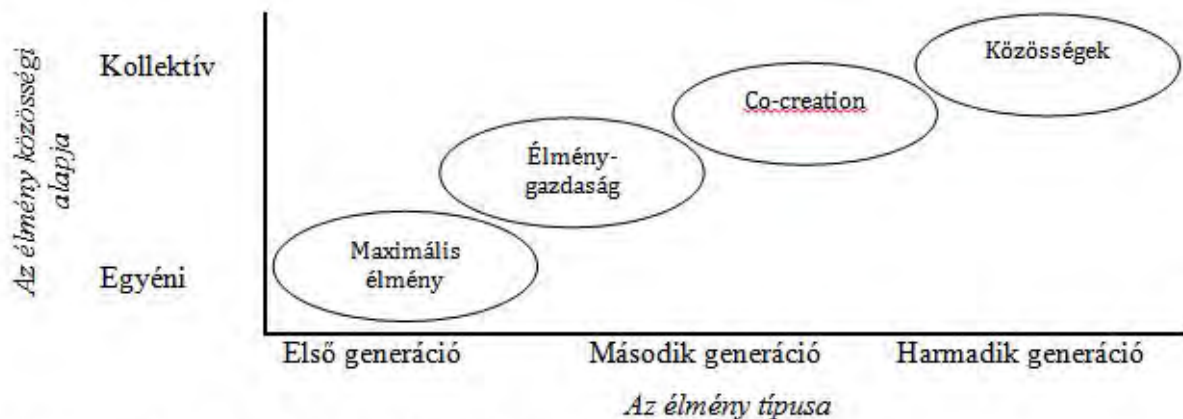 Az élmény közösségi
alapja
Kollektív
Egyéni
Közösségek
Co-creation
Élmény-
gazdaság
Maximális
élmény
Első generáció
Második generáció
Harmadik generáció
Az élmény típusa